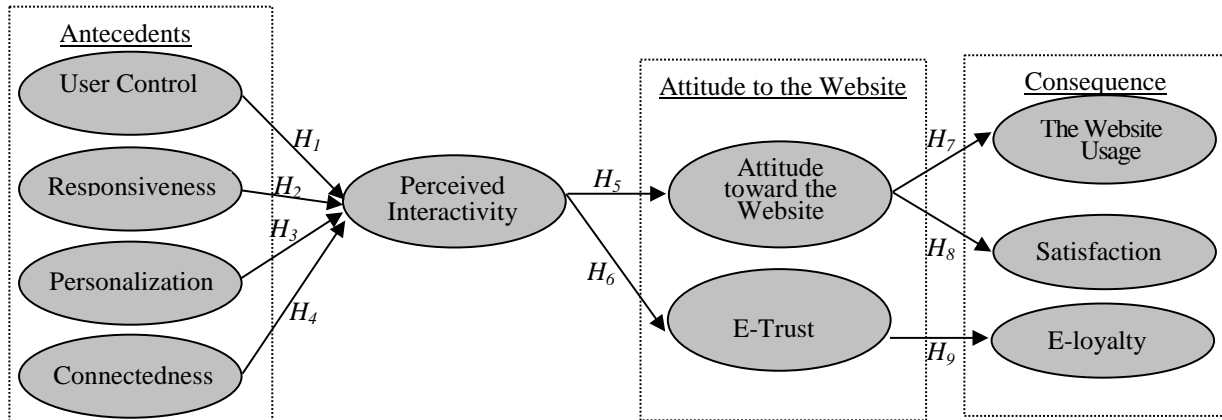 Antecedents
User Control
Responsiveness
Personalization
Connectedness
H1
H2
H3
H4
Perceived
Interactivity
H5
H6
Attitude to the Website
Attitude
toward the
Website
E-Trust
H7
H8
H9
Consequence
The Website
Usage
Satisfaction
E-loyalty